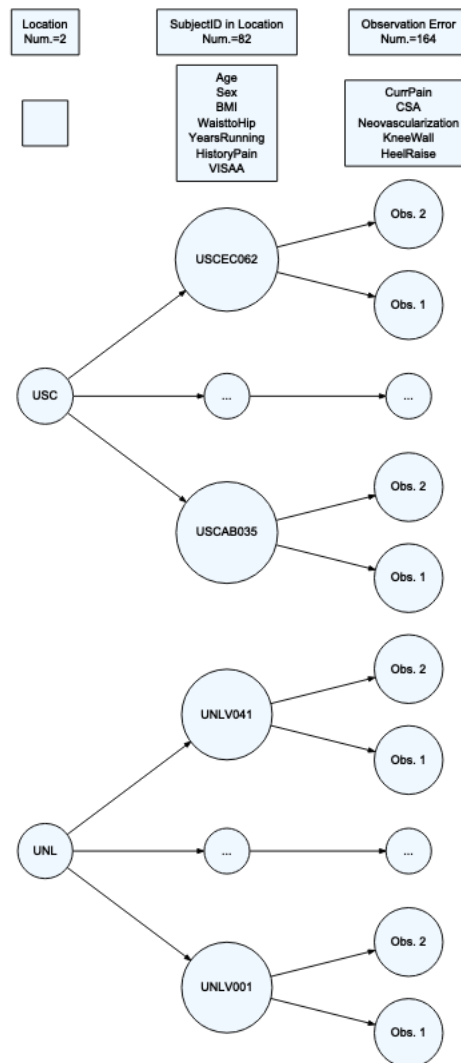 Location
Num.=2
SubjectID in Location
Num.=82
Observation Error
Num.=164
Age
Sex
BMI
WaisttoHip
YearsRunning
HistoryPain
VISAA
CurrPain
CSA
Neovascularization
KneeWall
HeelRaise
Obs. 2
USCEC062
Obs. 1
USC
...
...
Obs. 2
USCAB035
Obs. 1
Obs. 2
UNLV041
Obs. 1
UNL
...
...
Obs. 2
UNLV001
Obs. 1